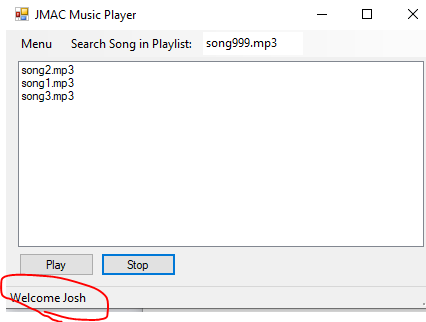 JMAC Music Player
Menu Search Song in Playlist: song999.mp3
song2.mp3
song1.mp3
song3.mp3
Play Stop
Welcome Josh